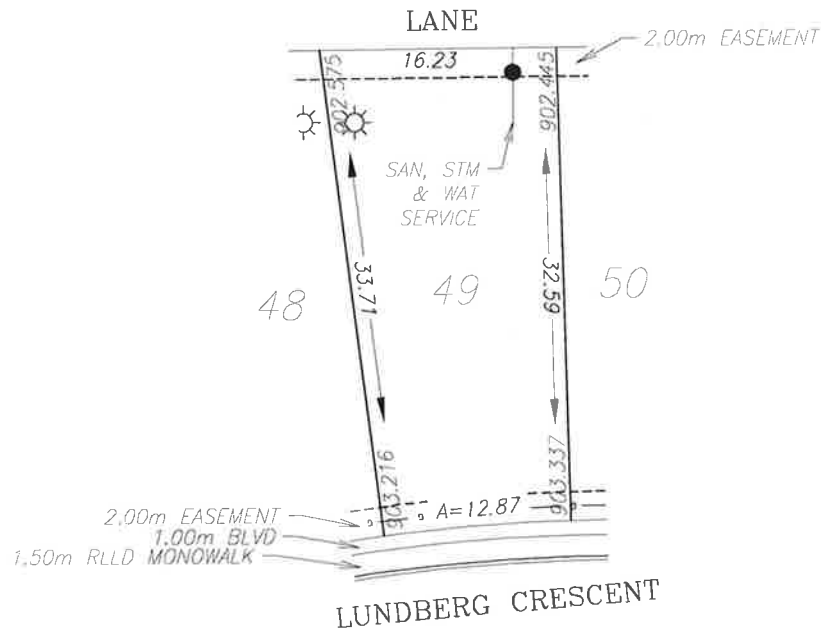 LANE
2.00m EASEMENT
16.23
902.575
902.445
SAN, STM
& WAT
SERVICE
33.71
32.59
48
49
50
903.216
903.337
2.00m EASEMENT
A=12.87
1.00m BLVD
1.50m RLLD MONOWALK
LUNDBERG CRESCENT